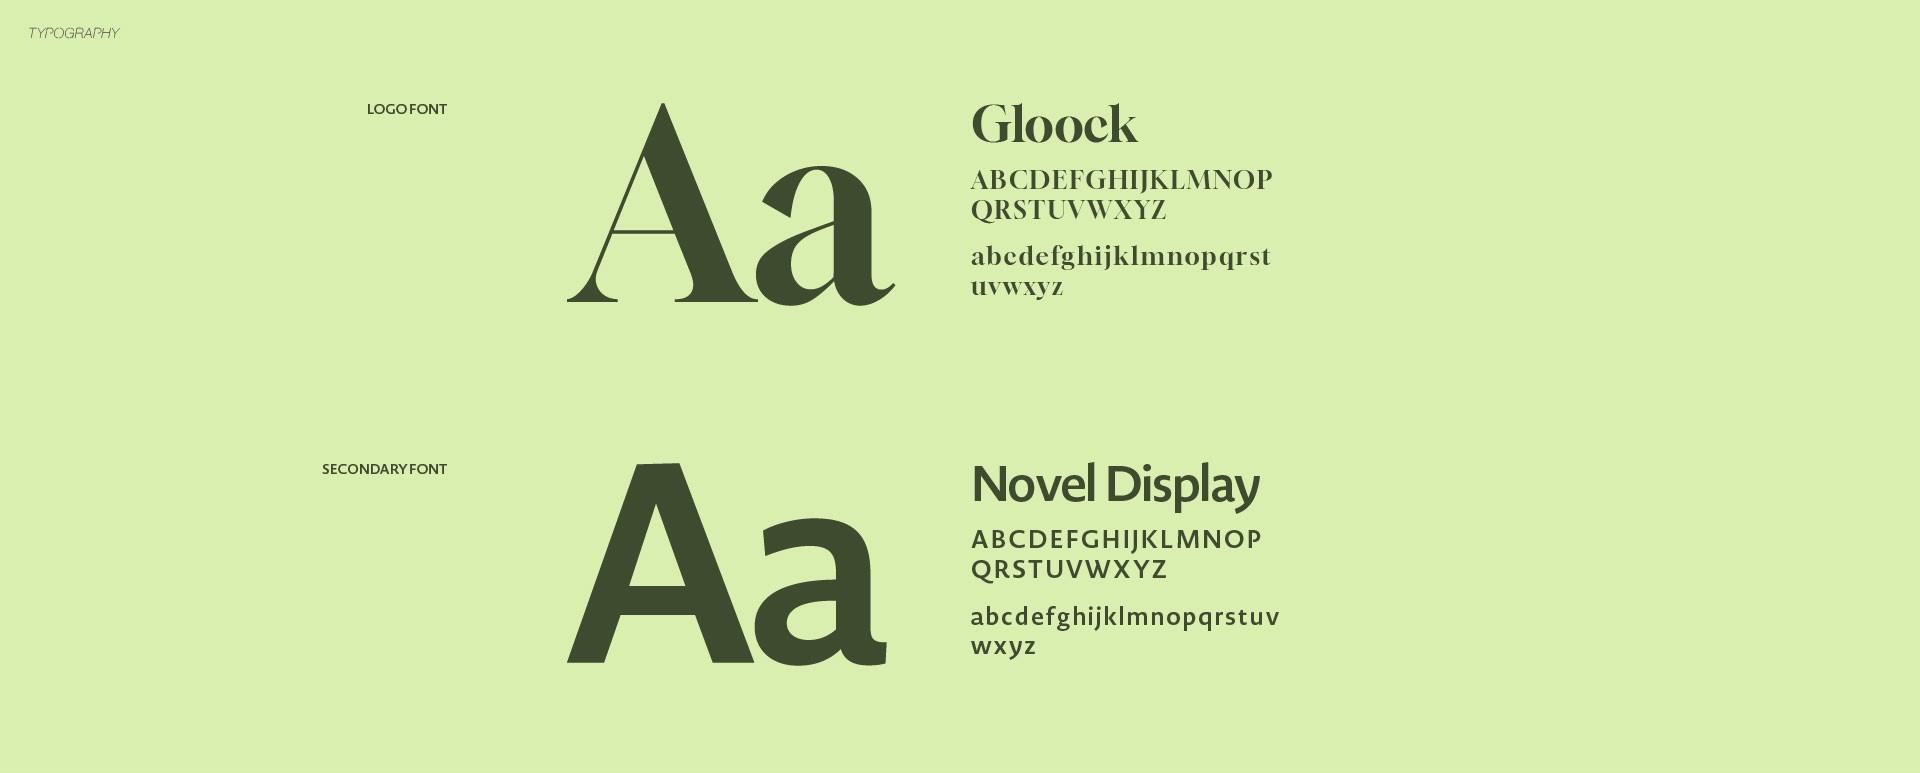 TYPOGRAPHY
LOGO FONT
Aa
Gloock
ABCDEFGHIJKLMNOP
QRSTUVWXYZ
abcdefghijklmnopqrst
uvwxyz
SECONDARY FONT
Aa
Novel Display
ABCDEFGHIJKLMNOP
QRSTUVWXYZ
abcdefghijklmnopqrstuv
wxyz